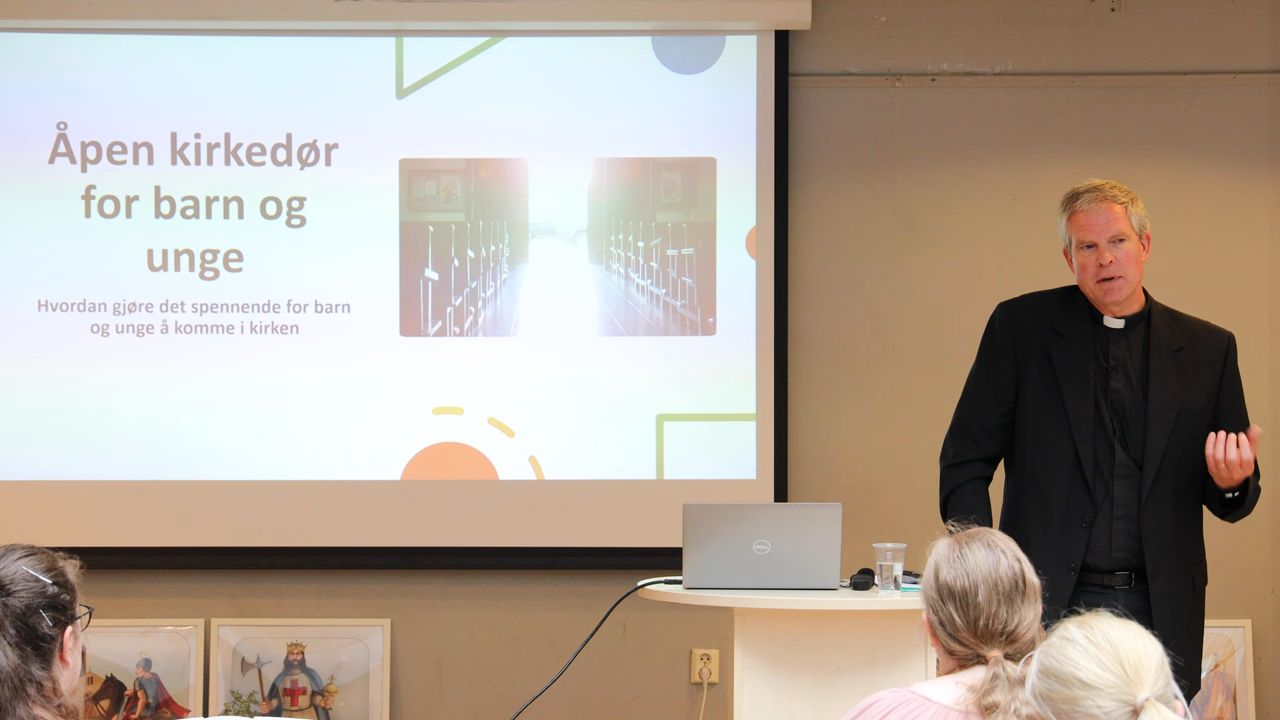 Åpen kirkedør
for barn og
unge
Hvordan gjøre det spennende for barn
og unge å komme i kirken
DELL